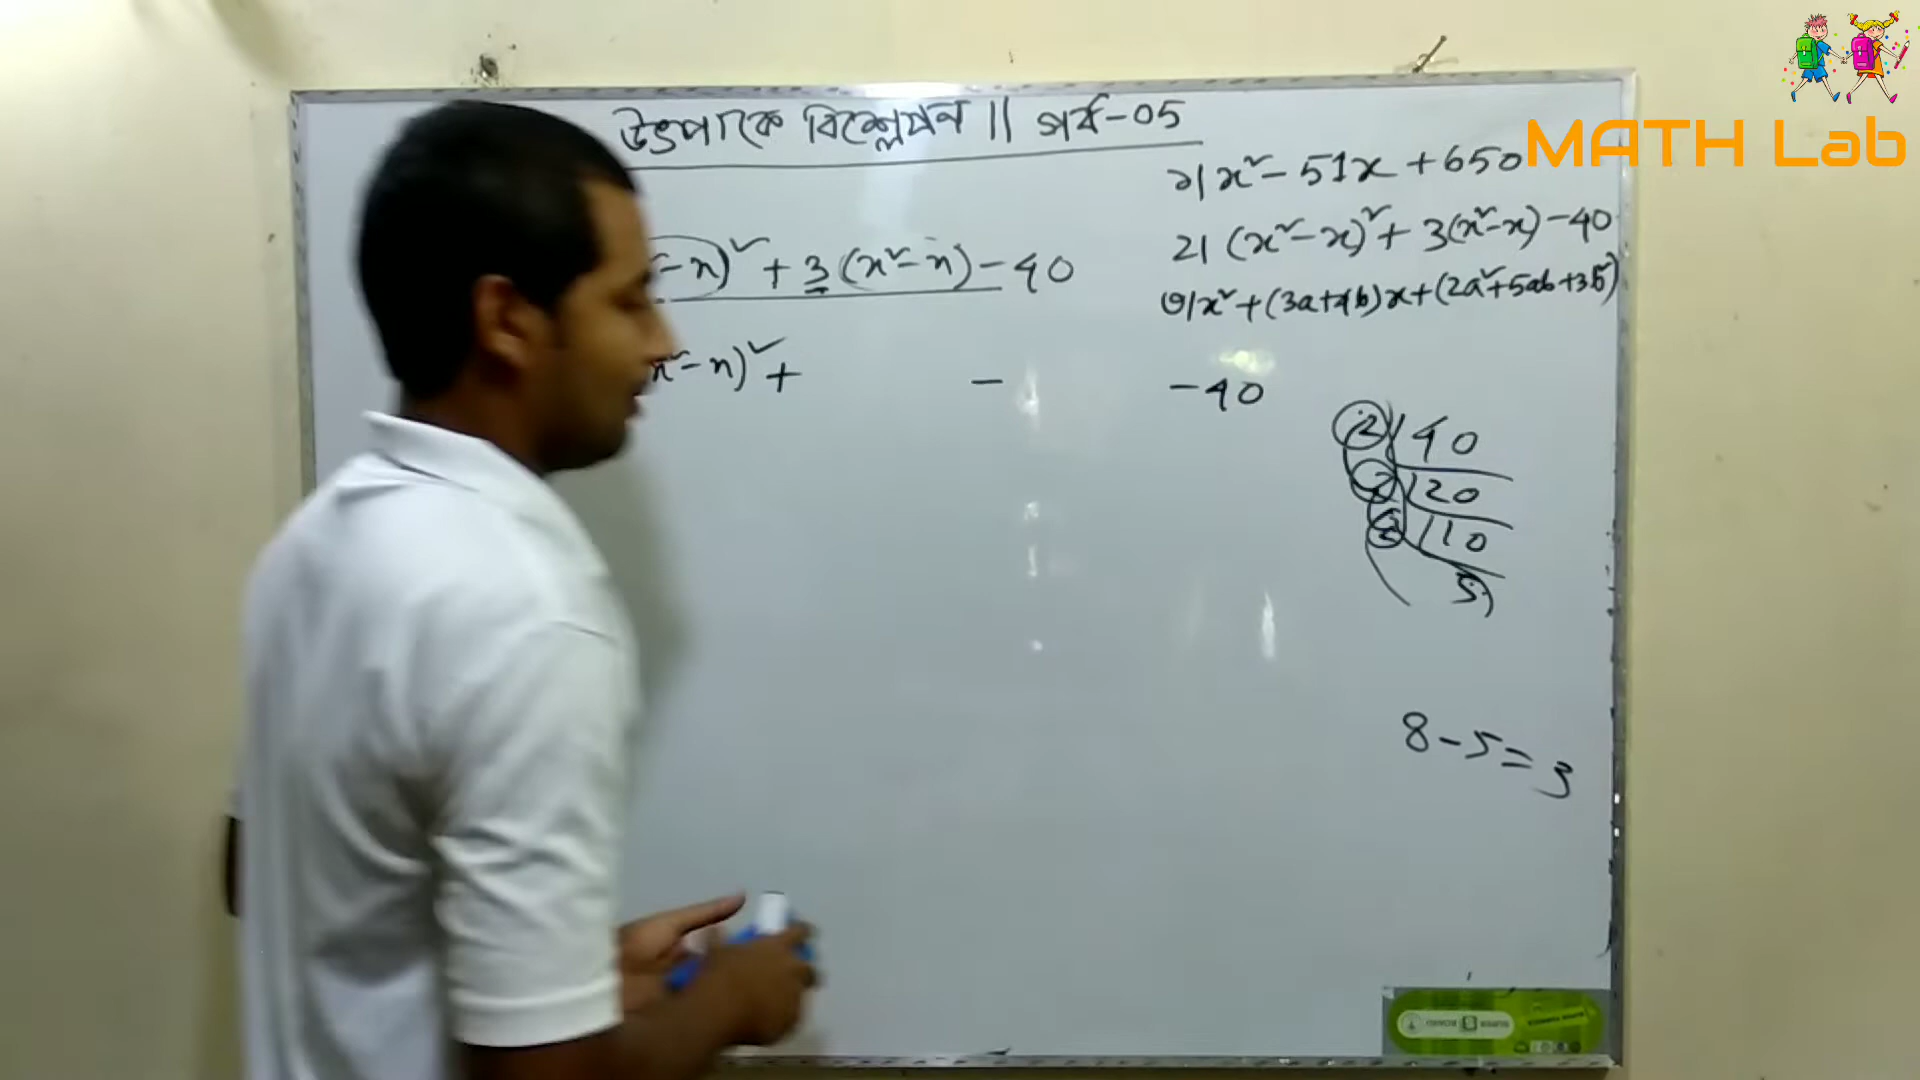 উৎপাদকে বিশ্লেষণ || পর্ব-05
MATH Lab
১| x² - 51x + 650
2| (x² - x)² + 3(x² - x) - 40
৩| x² + (3a+4b)x + (2a² + 5ab + 3b²)
- x)² + 3 (x² - x) - 40
x² - x)² + - - 40
2 | 40
2 | 20
2 | 10
5
8 - 5 = 3